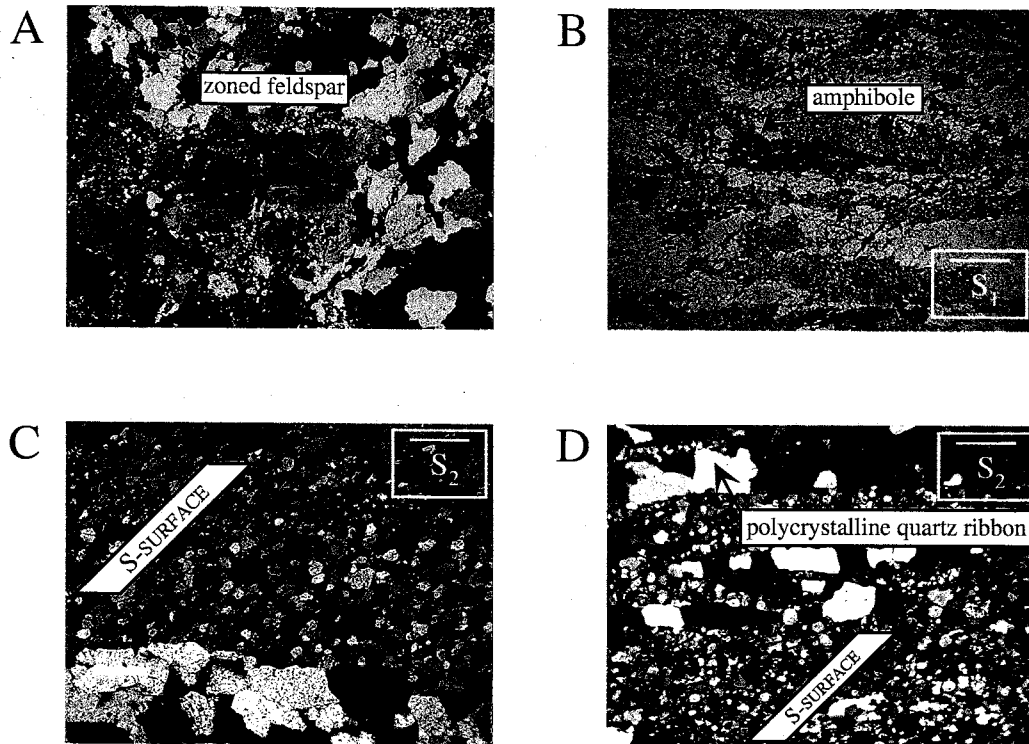 A
zoned feldspar
B
amphibole
S1
C
S2
S-SURFACE
D
S2
polycrystalline quartz ribbon
S-SURFACE